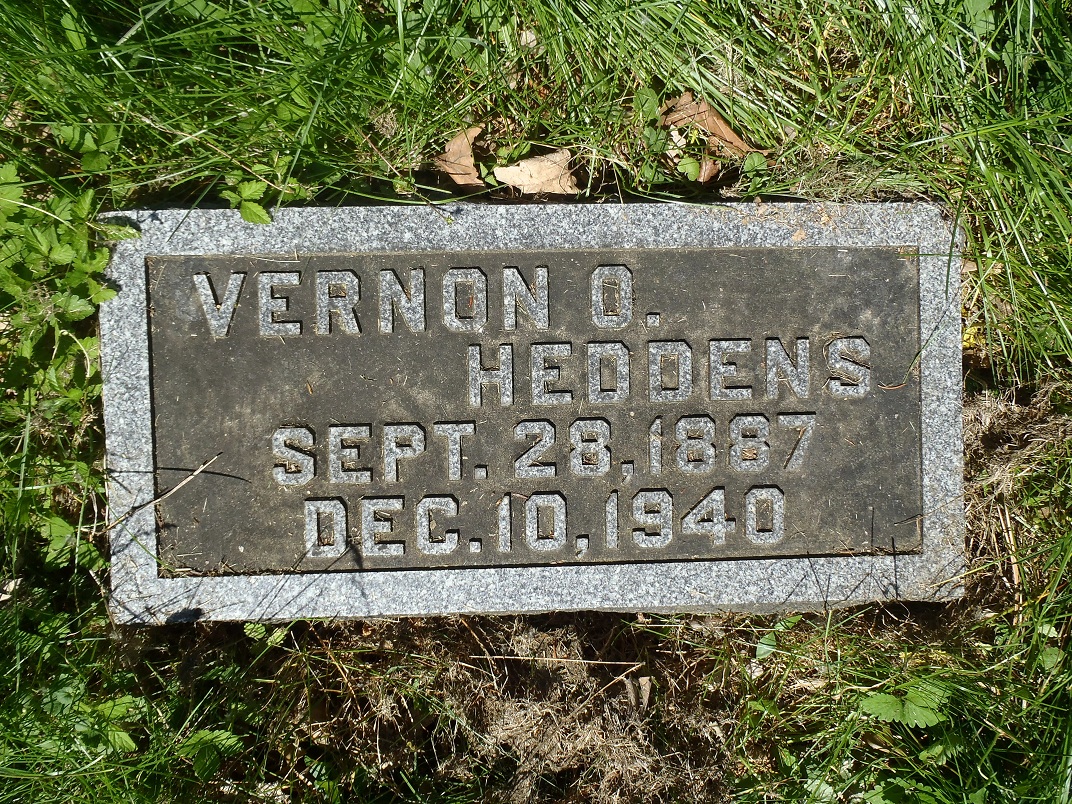 VERNON O.
HEDDENS
SEPT. 28, 1887
DEC. 10, 1940